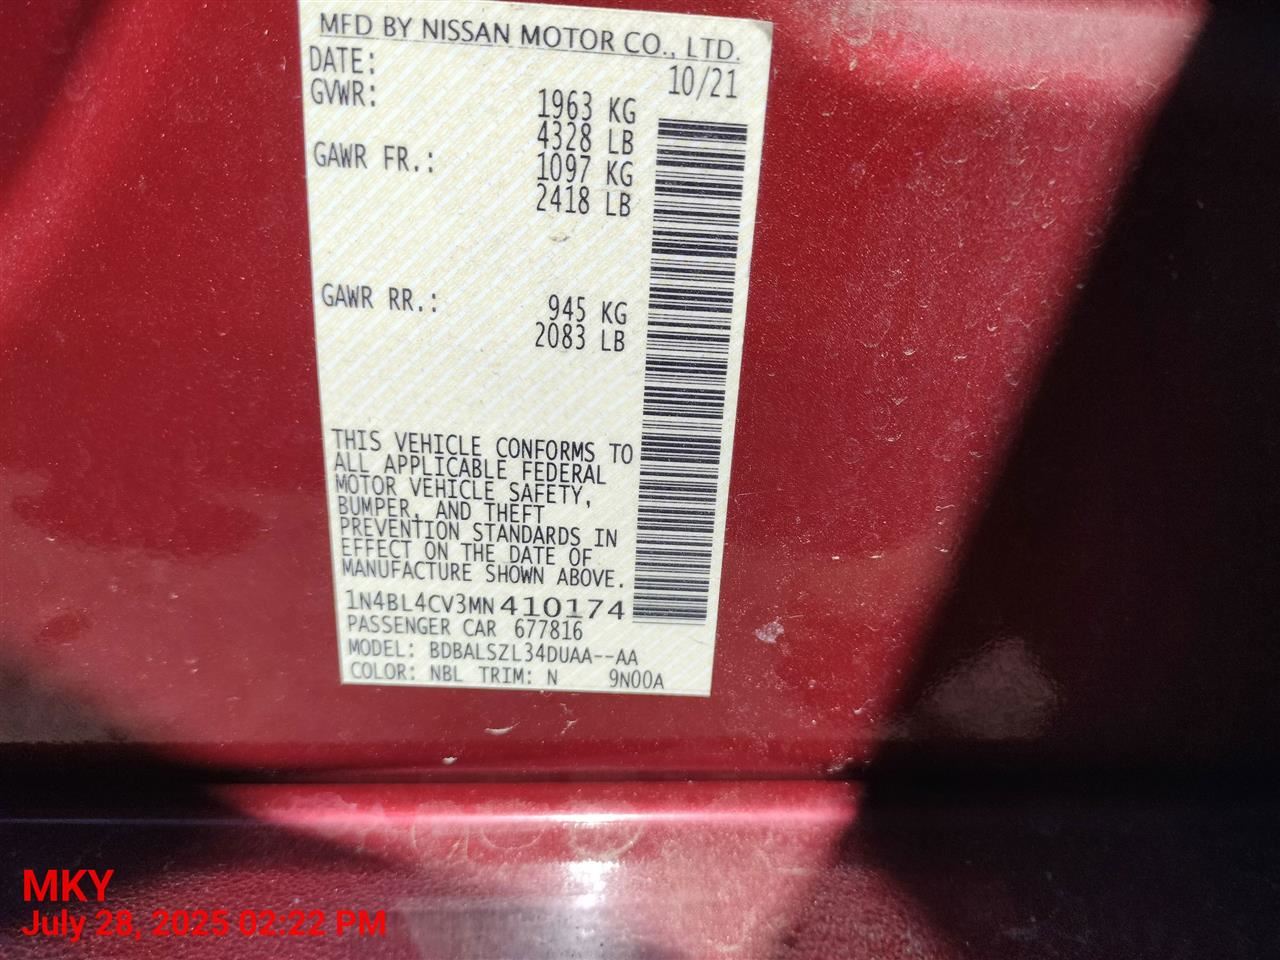 MFD BY NISSAN MOTOR CO., LTD.
DATE: 10/21
GVWR: 1963 KG
4328 LB
GAWR FR.: 1097 KG
2418 LB
GAWR RR.: 945 KG
2083 LB
THIS VEHICLE CONFORMS TO
ALL APPLICABLE FEDERAL
MOTOR VEHICLE SAFETY,
BUMPER, AND THEFT
PREVENTION STANDARDS IN
EFFECT ON THE DATE OF
MANUFACTURE SHOWN ABOVE.
1N4BL4CV3MN410174
PASSENGER CAR 677816
MODEL: BDBALSZL34DUAA--AA
COLOR: NBL TRIM: N 9N00A
MKY
July 28, 2025 02:22 PM